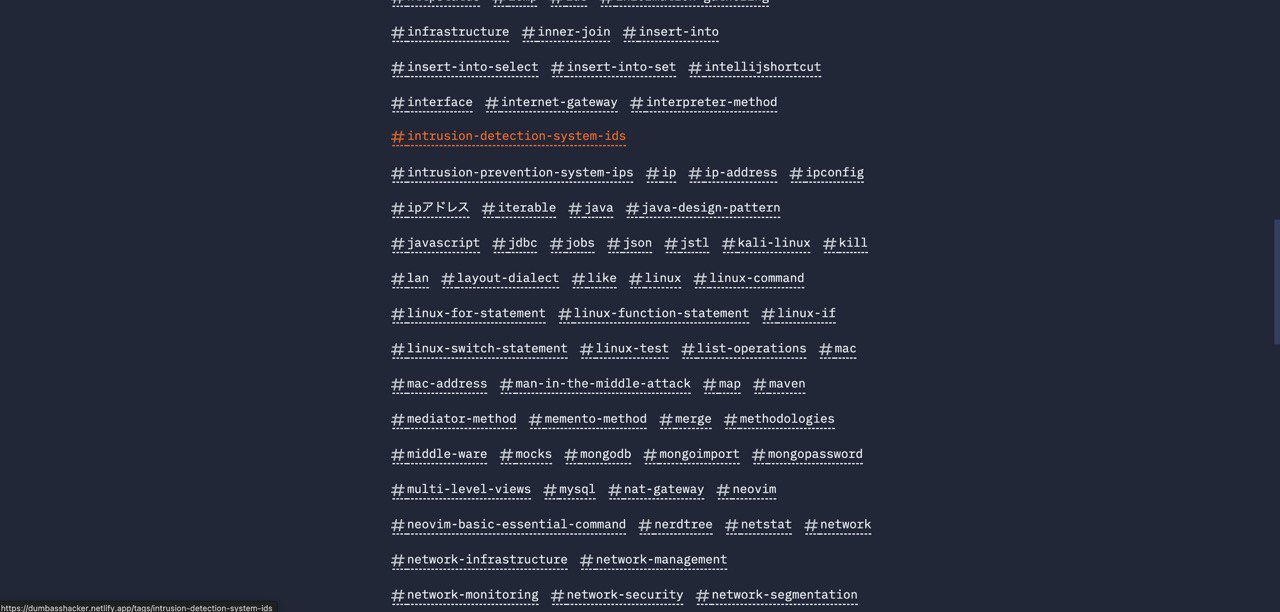 #infrastructure #inner-join #insert-into
#insert-into-select #insert-into-set #intellijshortcut
#interface #internet-gateway #interpreter-method
#intrusion-detection-system-ids
#intrusion-prevention-system-ips #ip #ip-address #ipconfig
#ipアドレス #iterable #java #java-design-pattern
#javascript #jdbc #jobs #json #jstl #kali-linux #kill
#lan #layout-dialect #like #linux #linux-command
#linux-for-statement #linux-function-statement #linux-if
#linux-switch-statement #linux-test #list-operations #mac
#mac-address #man-in-the-middle-attack #map #maven
#mediator-method #memento-method #merge #methodologies
#middle-ware #mocks #mongodb #mongoimport #mongopassword
#multi-level-views #mysql #nat-gateway #neovim
#neovim-basic-essential-command #nerdtree #netstat #network
#network-infrastructure #network-management
#network-monitoring #network-security #network-segmentation
https://dumbasshacker.netlify.app/tags/intrusion-detection-system-ids